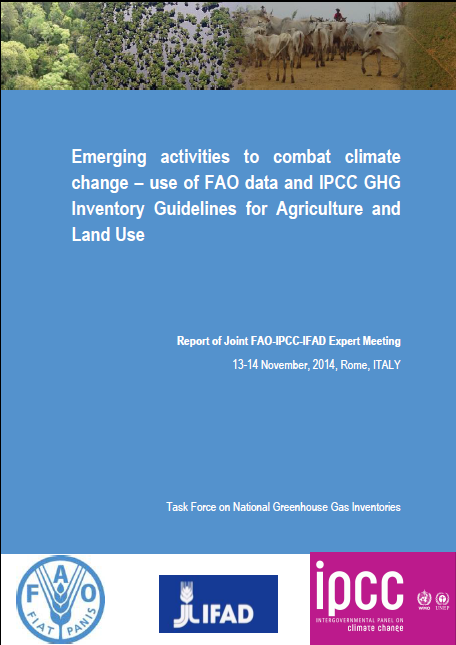 Emerging activities to combat climate
change – use of FAO data and IPCC GHG
Inventory Guidelines for Agriculture and
Land Use
Report of Joint FAO-IPCC-IFAD Expert Meeting
13-14 November, 2014, Rome, ITALY
Task Force on National Greenhouse Gas Inventories
F A O
FIAT PANIS
IFAD
ipcc
INTERGOVERNMENTAL PANEL ON
climate change
WMO UNEP